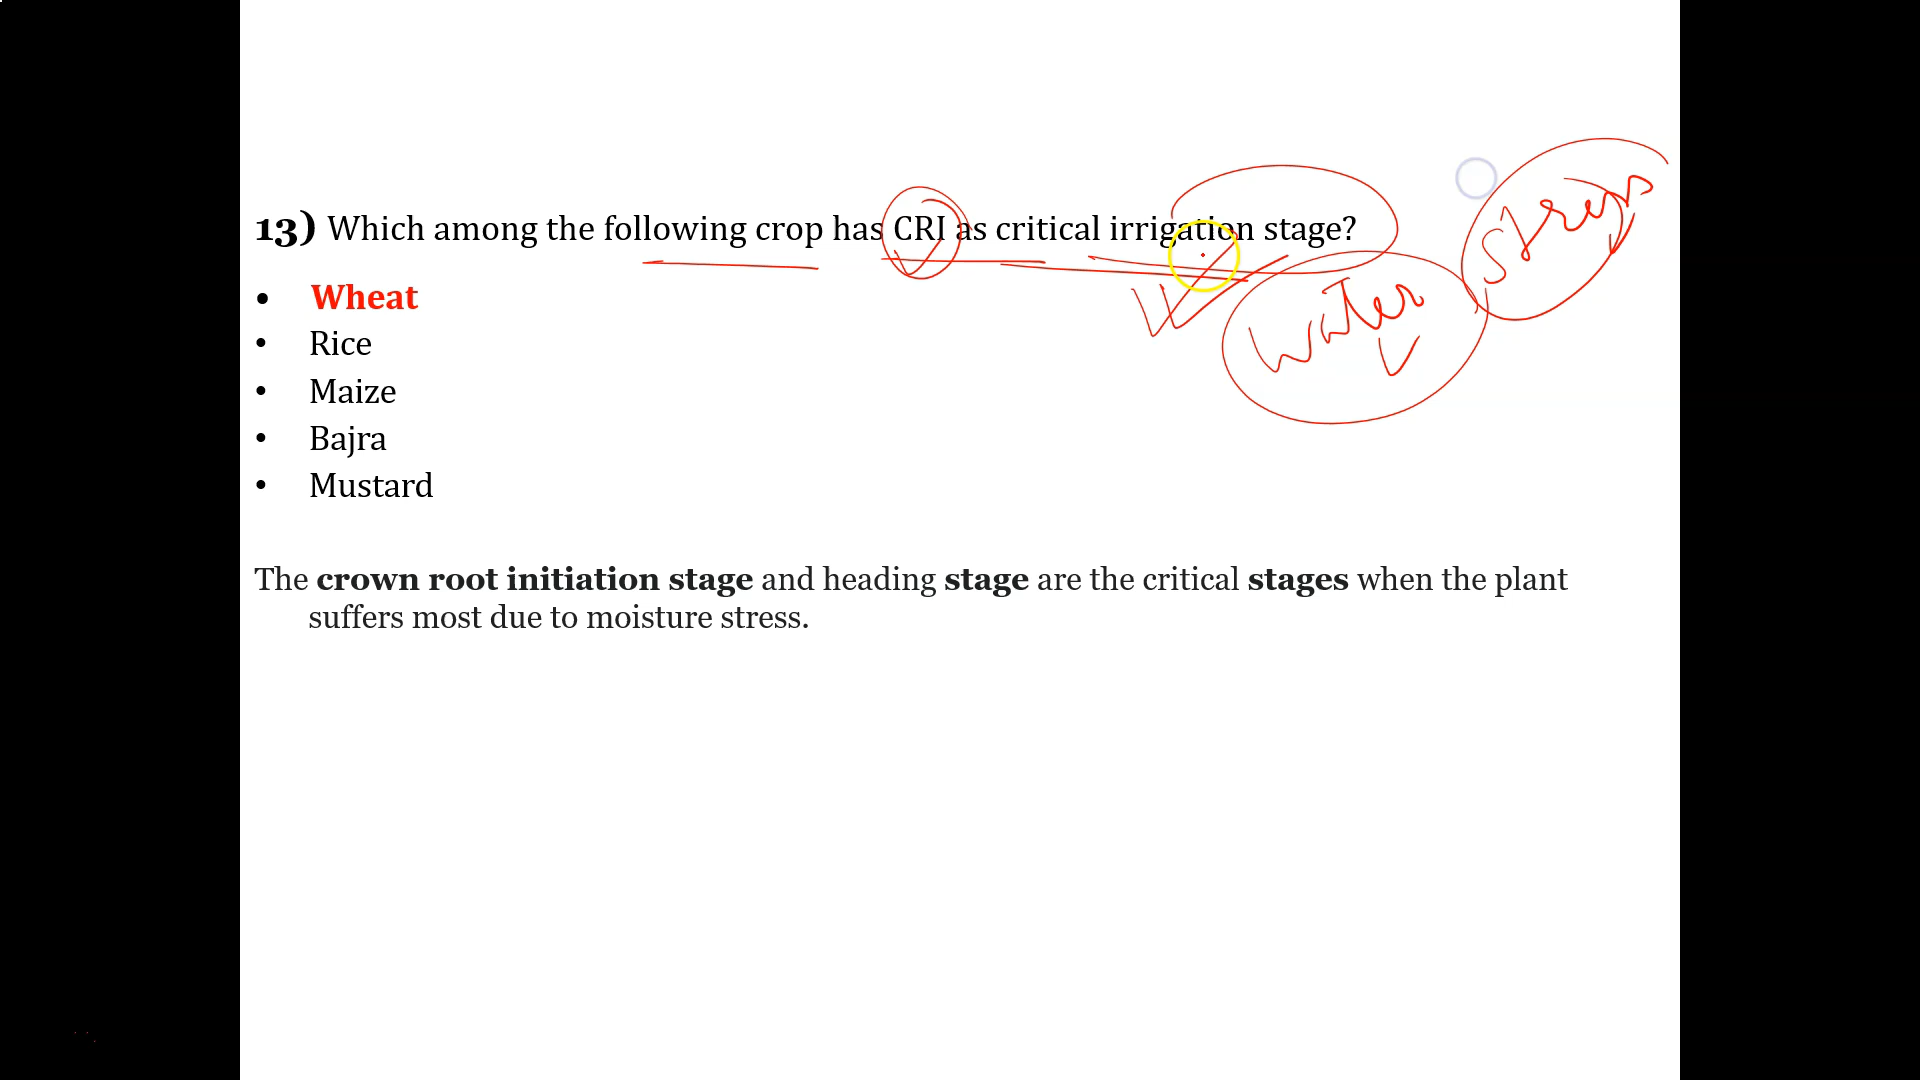 13) Which among the following crop has CRI as critical irrigation stage?
• Wheat
• Rice
• Maize
• Bajra
• Mustard
water
stress
The crown root initiation stage and heading stage are the critical stages when the plant
suffers most due to moisture stress.